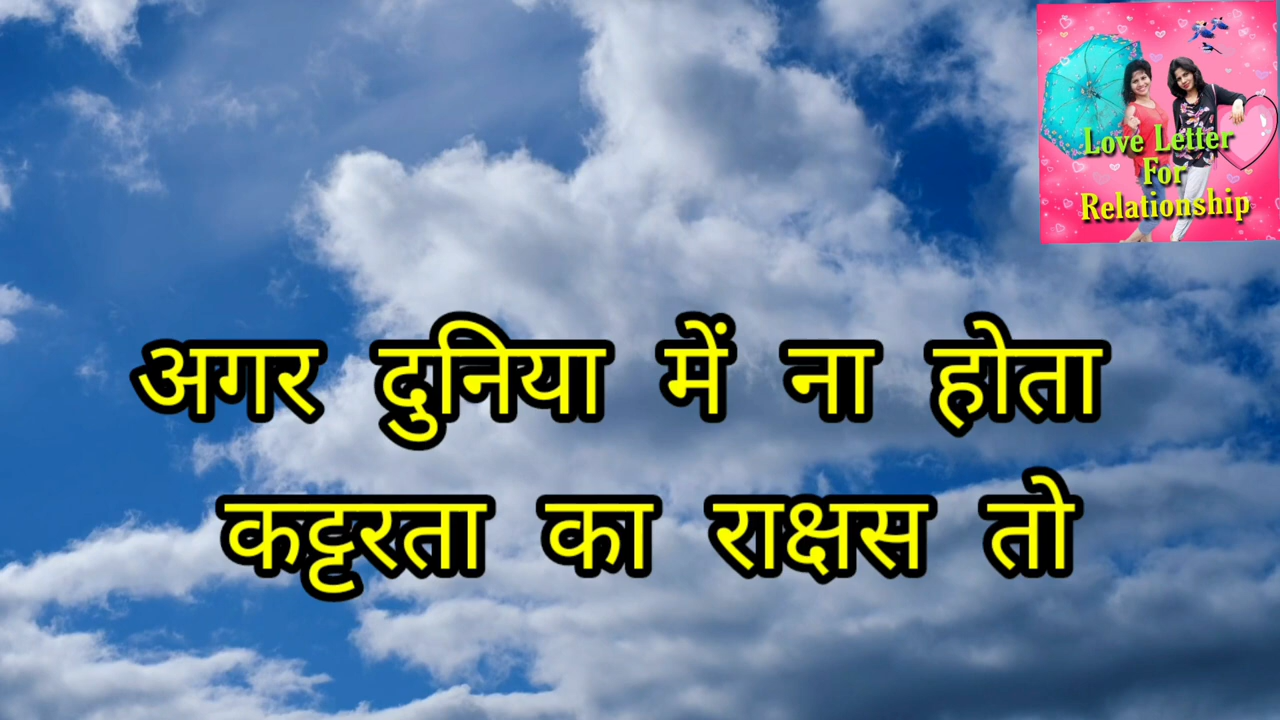 Love Letter
For
Relationship
अगर दुनिया में ना होता
कट्टरता का राक्षस तो